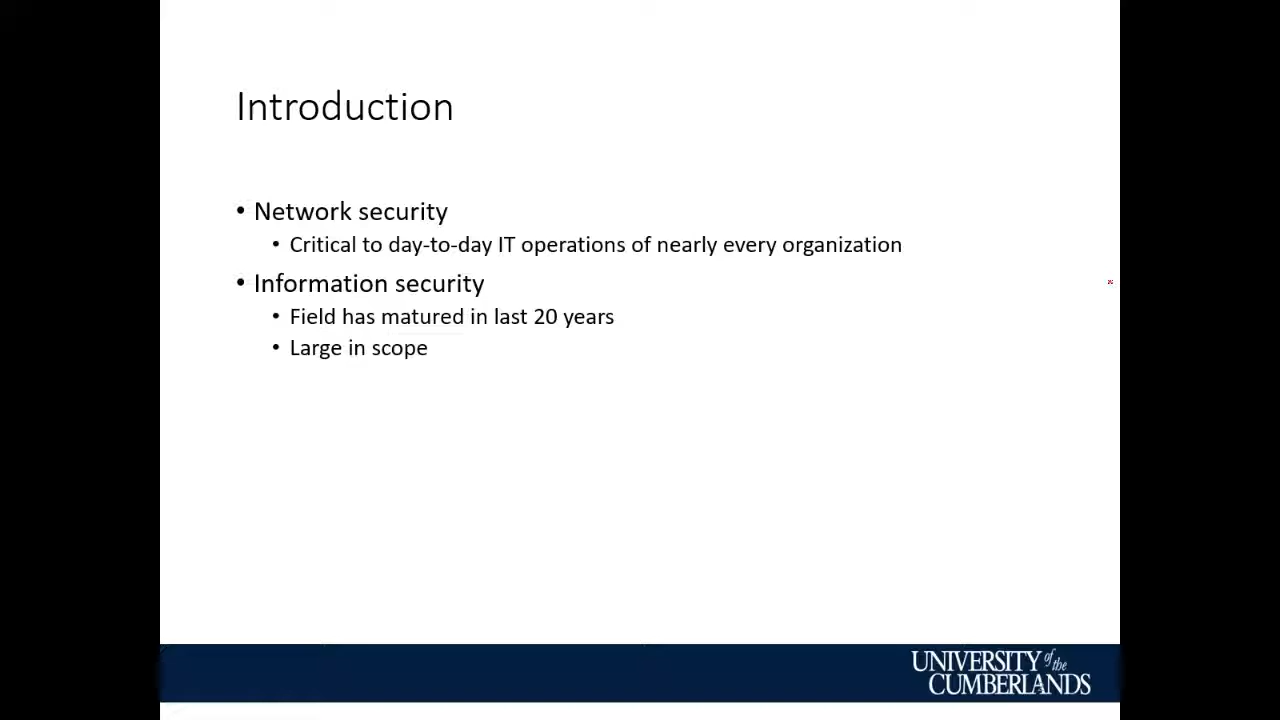 Introduction
• Network security
• Critical to day-to-day IT operations of nearly every organization
• Information security
• Field has matured in last 20 years
• Large in scope
UNIVERSITY of the
CUMBERLANDS